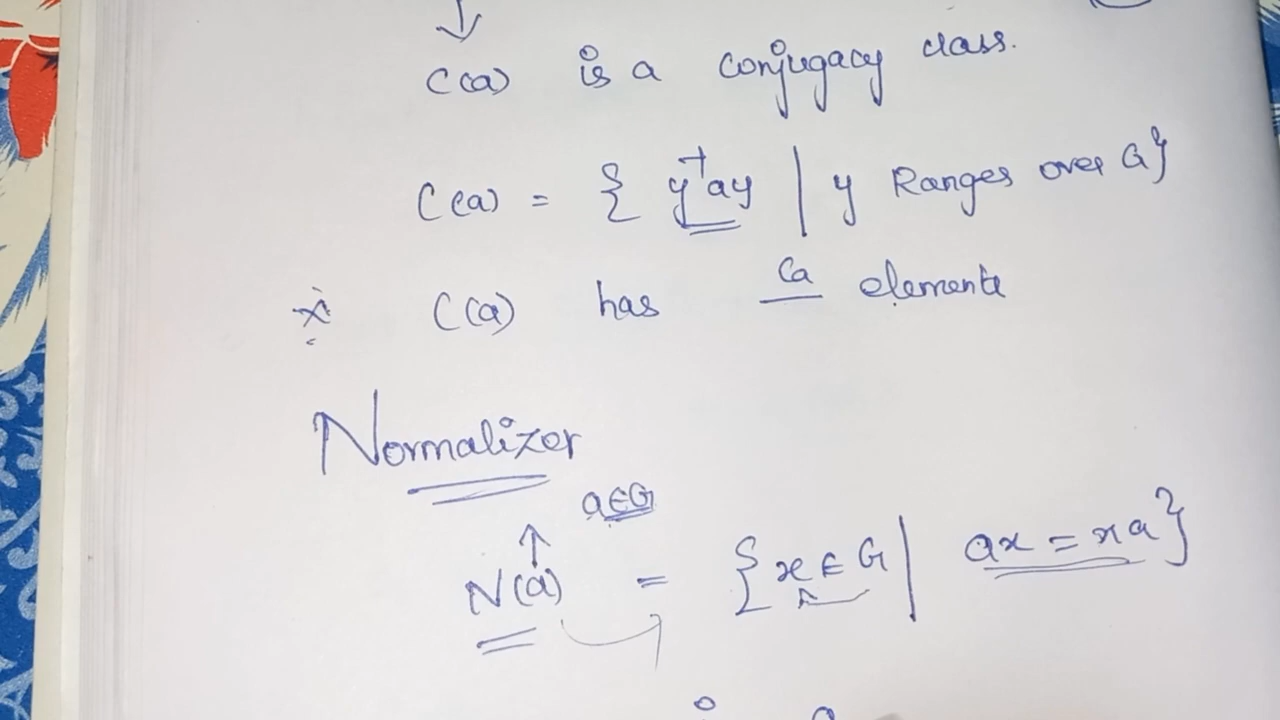 ↓
C(a) is a conjugacy class.
C(a) = { y⁻¹ay | y Ranges over G}
* C(a) has Ca elements
Normalizer
a∈G
↑
N(a) = {x∈G | ax = xa}